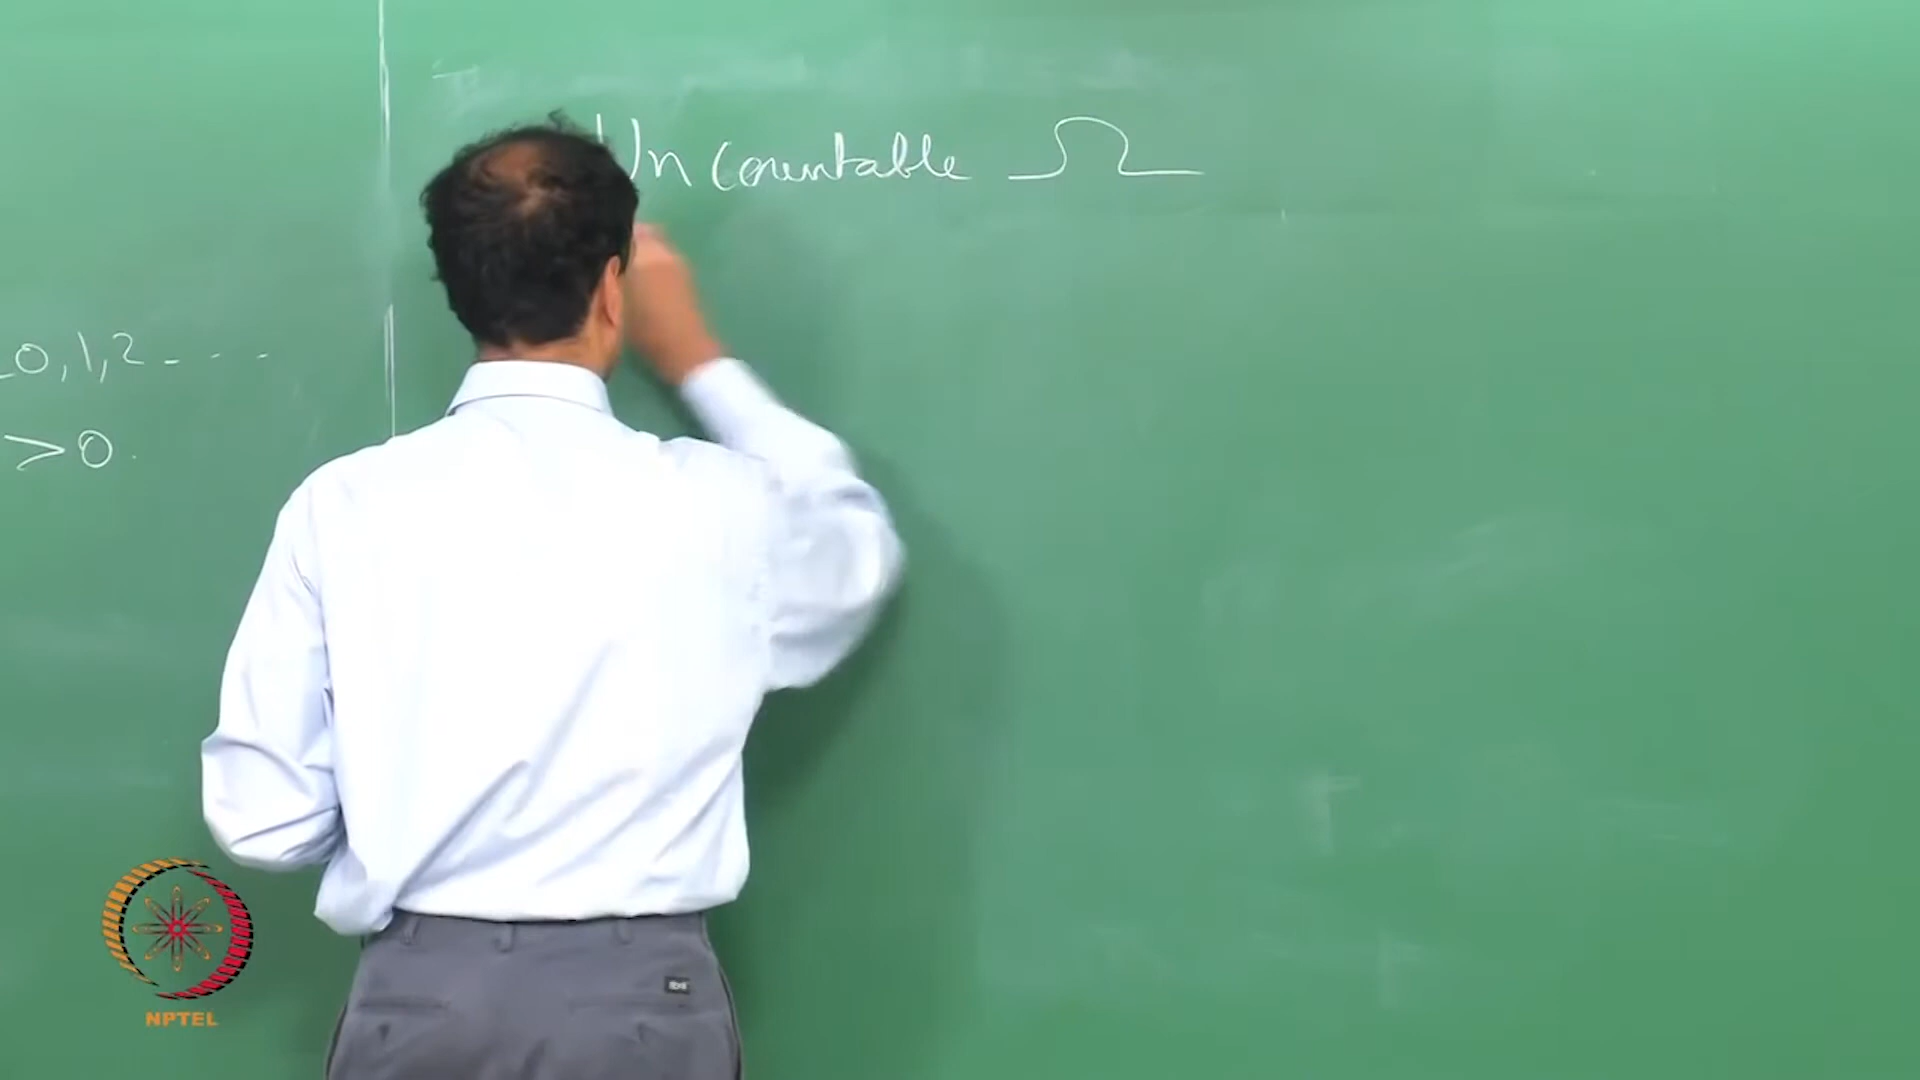 Uncountable Ω
0,1,2- - - -
>0.
NPTEL